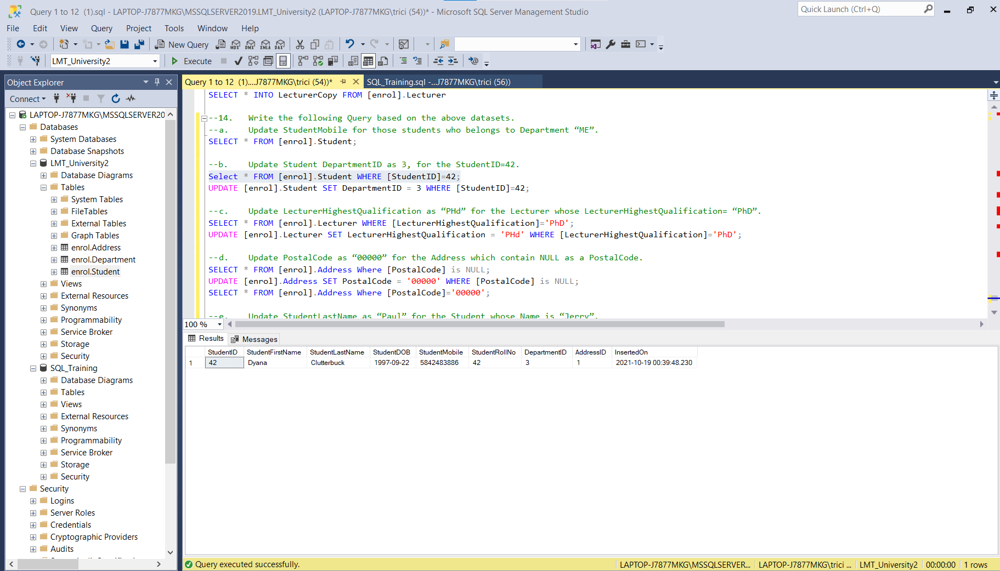 Query 1 to 12  (1).sql - LAPTOP-J7877MKG\MSSQLSERVER2019.LMT_University2 (LAPTOP-J7877MKG\trici (54))* - Microsoft SQL Server Management Studio
Quick Launch (Ctrl+Q)
File Edit View Query Project Tools Window Help
New Query MDX DMX XMLA DAX
LMT_University2 Execute
Object Explorer
Connect
LAPTOP-J7877MKG\MSSQLSERVER20
Databases
System Databases
Database Snapshots
LMT_University2
Database Diagrams
Tables
System Tables
FileTables
External Tables
Graph Tables
enrol.Address
enrol.Department
enrol.Student
Views
External Resources
Synonyms
Programmability
Service Broker
Storage
Security
SQL_Training
Database Diagrams
Tables
Views
External Resources
Synonyms
Programmability
Service Broker
Storage
Security
Security
Logins
Server Roles
Credentials
Cryptographic Providers
Audits
Query 1 to 12  (1)....J7877MKG\trici (54))* SQL_Training.sql -...J7877MKG\trici (56))
SELECT * INTO LecturerCopy FROM [enrol].Lecturer
--14.   Write the following Query based on the above datasets.
--a.    Update StudentMobile for those students who belongs to Department “ME”.
SELECT * FROM [enrol].Student;
--b.    Update Student DepartmentID as 3, for the StudentID=42.
Select * FROM [enrol].Student WHERE [StudentID]=42;
UPDATE [enrol].Student SET DepartmentID = 3 WHERE [StudentID]=42;
--c.    Update LecturerHighestQualification as “PHd” for the Lecturer whose LecturerHighestQualification= “PhD”.
SELECT * FROM [enrol].Lecturer WHERE [LecturerHighestQualification]='PhD';
UPDATE [enrol].Lecturer SET LecturerHighestQualification = 'PHd' WHERE [LecturerHighestQualification]='PhD';
--d.    Update PostalCode as “00000” for the Address which contain NULL as a PostalCode.
SELECT * FROM [enrol].Address Where [PostalCode] is NULL;
UPDATE [enrol].Address SET PostalCode = '00000' WHERE [PostalCode] is NULL;
SELECT * FROM [enrol].Address Where [PostalCode]='00000';
--e.    Update StudentLastName as “Paul” for the Student whose Name is “Jerry”.
100 %
Results Messages
StudentID StudentFirstName StudentLastName StudentDOB StudentMobile StudentRollNo DepartmentID AddressID InsertedOn
1 42 Dyana Clutterbuck 1997-09-22 5842483886 42 3 1 2021-10-19 00:39:48.230
Query executed successfully. LAPTOP-J7877MKG\MSSQLSERVER... LAPTOP-J7877MKG\trici ... LMT_University2 00:00:00 1 rows